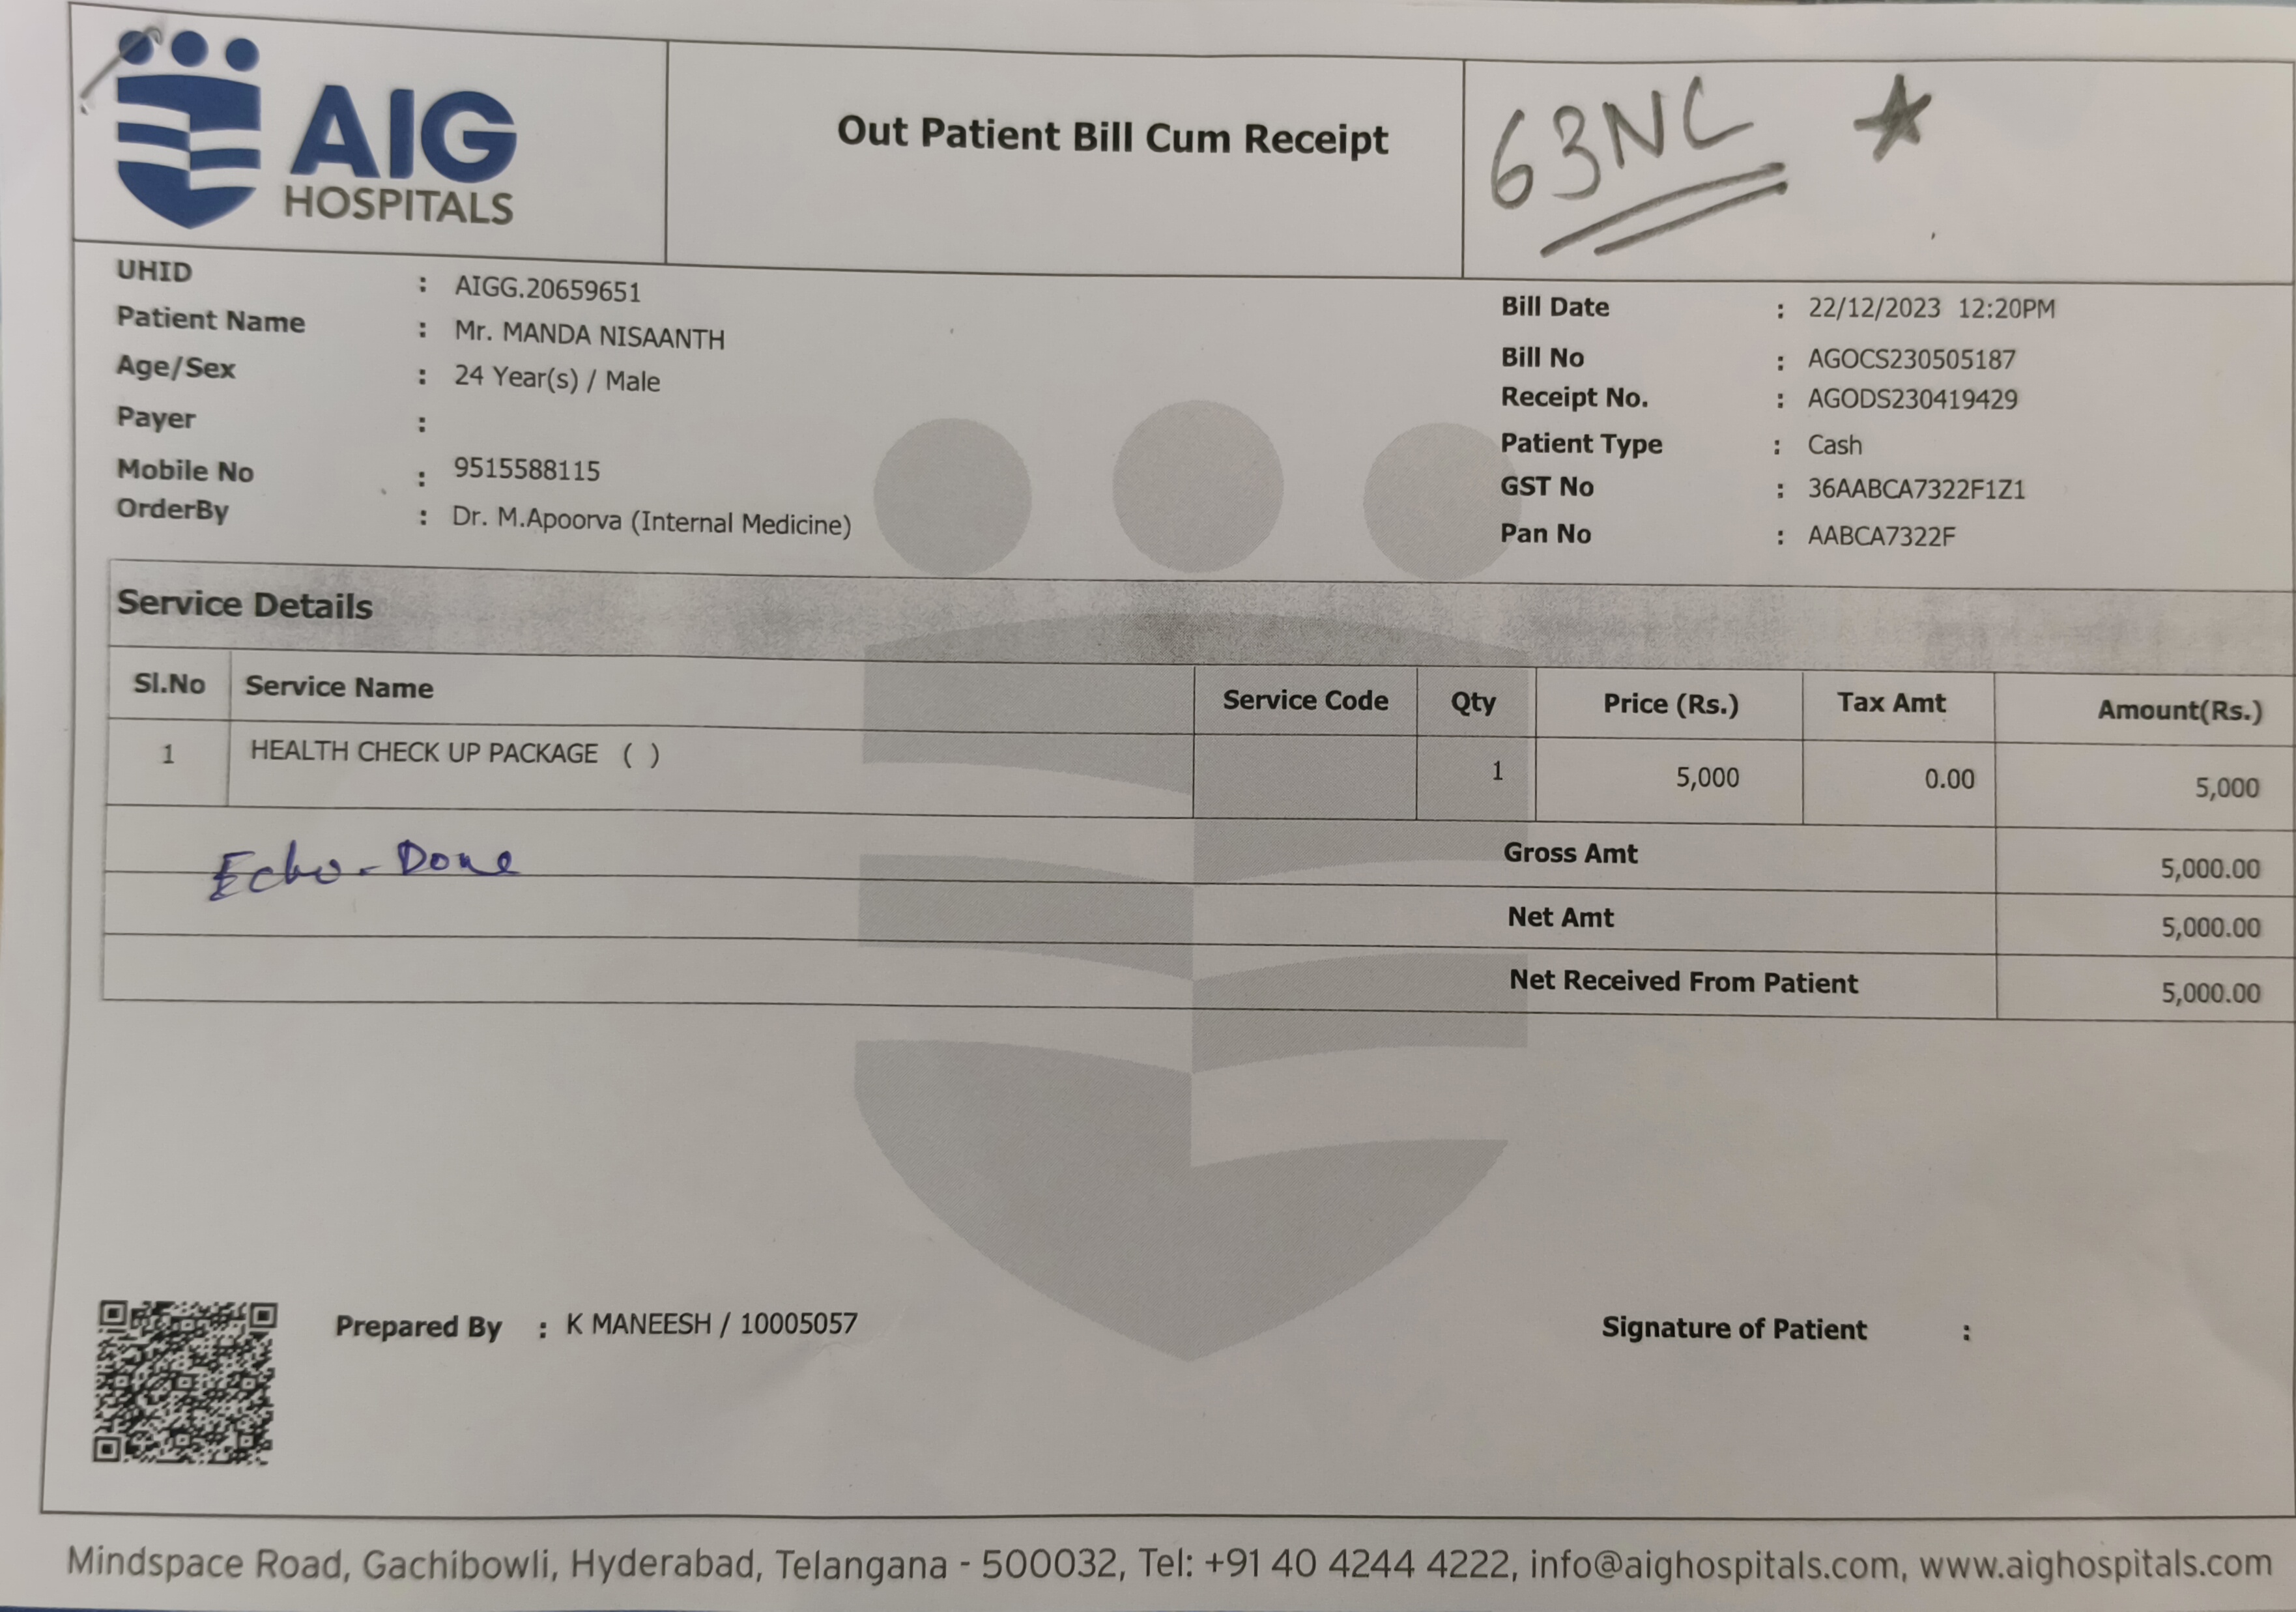 AIG
HOSPITALS
Out Patient Bill Cum Receipt
63NC
UHID : AIGG.20659651
Patient Name : Mr. MANDA NISAANTH
Age/Sex : 24 Year(s) / Male
Payer :
Mobile No : 9515588115
OrderBy : Dr. M.Apoorva (Internal Medicine)
Bill Date : 22/12/2023 12:20PM
Bill No : AGOCS230505187
Receipt No. : AGODS230419429
Patient Type : Cash
GST No : 36AABCA7322F1Z1
Pan No : AABCA7322F
Service Details
Sl.No Service Name Service Code Qty Price (Rs.) Tax Amt Amount(Rs.)
1 HEALTH CHECK UP PACKAGE ( ) 1 5,000 0.00 5,000
Echo - Done
Gross Amt 5,000.00
Net Amt 5,000.00
Net Received From Patient 5,000.00
Prepared By : K MANEESH / 10005057
Signature of Patient :
Mindspace Road, Gachibowli, Hyderabad, Telangana - 500032, Tel: +91 40 4244 4222, info@aighospitals.com, www.aighospitals.com